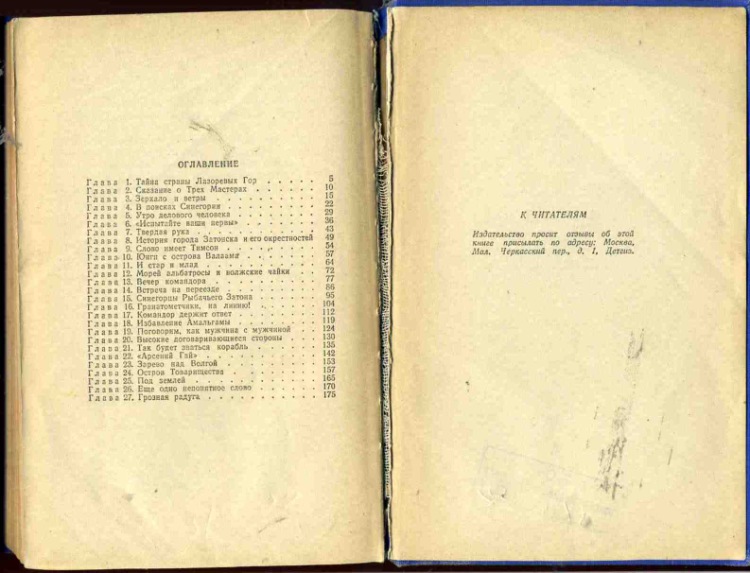 ОГЛАВЛЕНИЕ
Глава 1. Тайна страны Лазоревых Гор . . . . . 5
Глава 2. Сказание о Трех Мастерах . . . . . . 10
Глава 3. Зеркало и ветры . . . . . . . . 15
Глава 4. В поисках Синегории . . . . . . . 22
Глава 5. Утро делового человека . . . . . . 29
Глава 6. «Испытайте ваши нервы» . . . . . . 36
Глава 7. Твердая рука . . . . . . . . . 43
Глава 8. История города Затонска и его окрестностей 49
Глава 9. Слово имеет Тимсон . . . . . . . 54
Глава 10. Юнги с острова Валаама . . . . . . 57
Глава 11. И стар и млад . . . . . . . . 64
Глава 12. Морей альбатросы и волжские чайки . . 72
Глава 13. Вечер командора . . . . . . . . 77
Глава 14. Встреча на переезде . . . . . . . 86
Глава 15. Синегорцы Рыбачьего Затона . . . . . 95
Глава 16. Гранатометчики, на линию! . . . . . 104
Глава 17. Командор держит ответ . . . . . . 112
Глава 18. Избавление Амальгамы . . . . . . 119
Глава 19. Поговорим, как мужчина с мужчиной . . 124
Глава 20. Высокие договаривающиеся стороны . . 130
Глава 21. Так будет зваться корабль . . . . . 135
Глава 22. «Арсений Гай» . . . . . . . . 142
Глава 23. Зарево над Волгой . . . . . . . 153
Глава 24. Остров Товарищества . . . . . . 157
Глава 25. Под землей . . . . . . . . . 165
Глава 26. Еще одно непонятное слово . . . . . 170
Глава 27. Грозная радуга . . . . . . . . 175
К ЧИТАТЕЛЯМ
Издательство просит отзывы об этой
книге присылать по адресу: Москва,
Мал. Черкасский пер., д. 1, Детгиз.